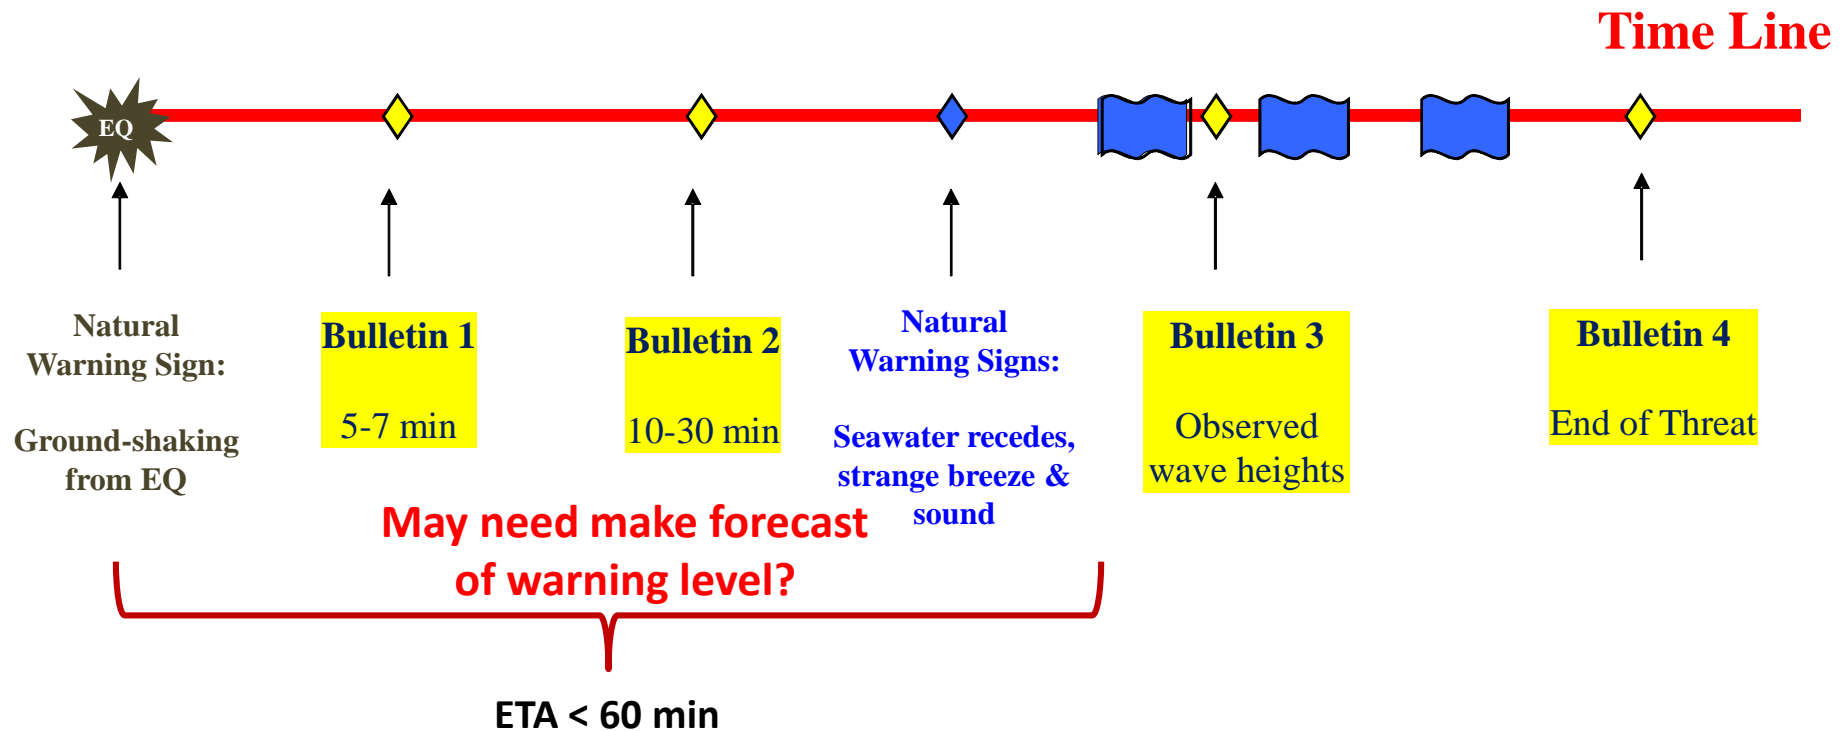 Time Line
EQ
Natural
Warning Sign:
Ground-shaking
from EQ
Bulletin 1
5-7 min
Bulletin 2
10-30 min
Natural
Warning Signs:
Seawater recedes,
strange breeze &
sound
Bulletin 3
Observed
wave heights
Bulletin 4
End of Threat
May need make forecast
of warning level?
ETA < 60 min